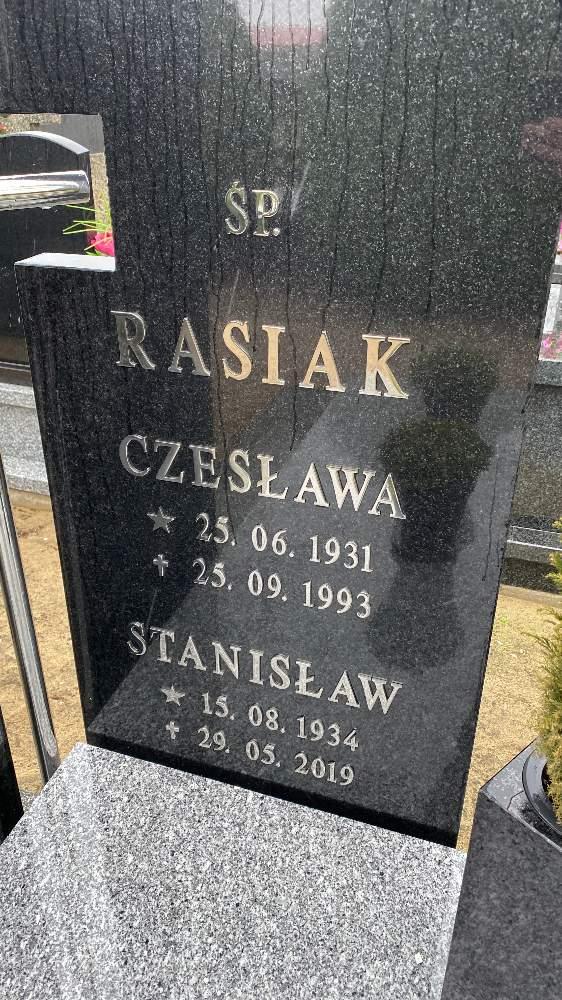 ŚP.
RASIAK
CZESŁAWA
★ 25. 06. 1931
✝ 25. 09. 1993
STANISŁAW
★ 15. 08. 1934
✝ 29. 05. 2019